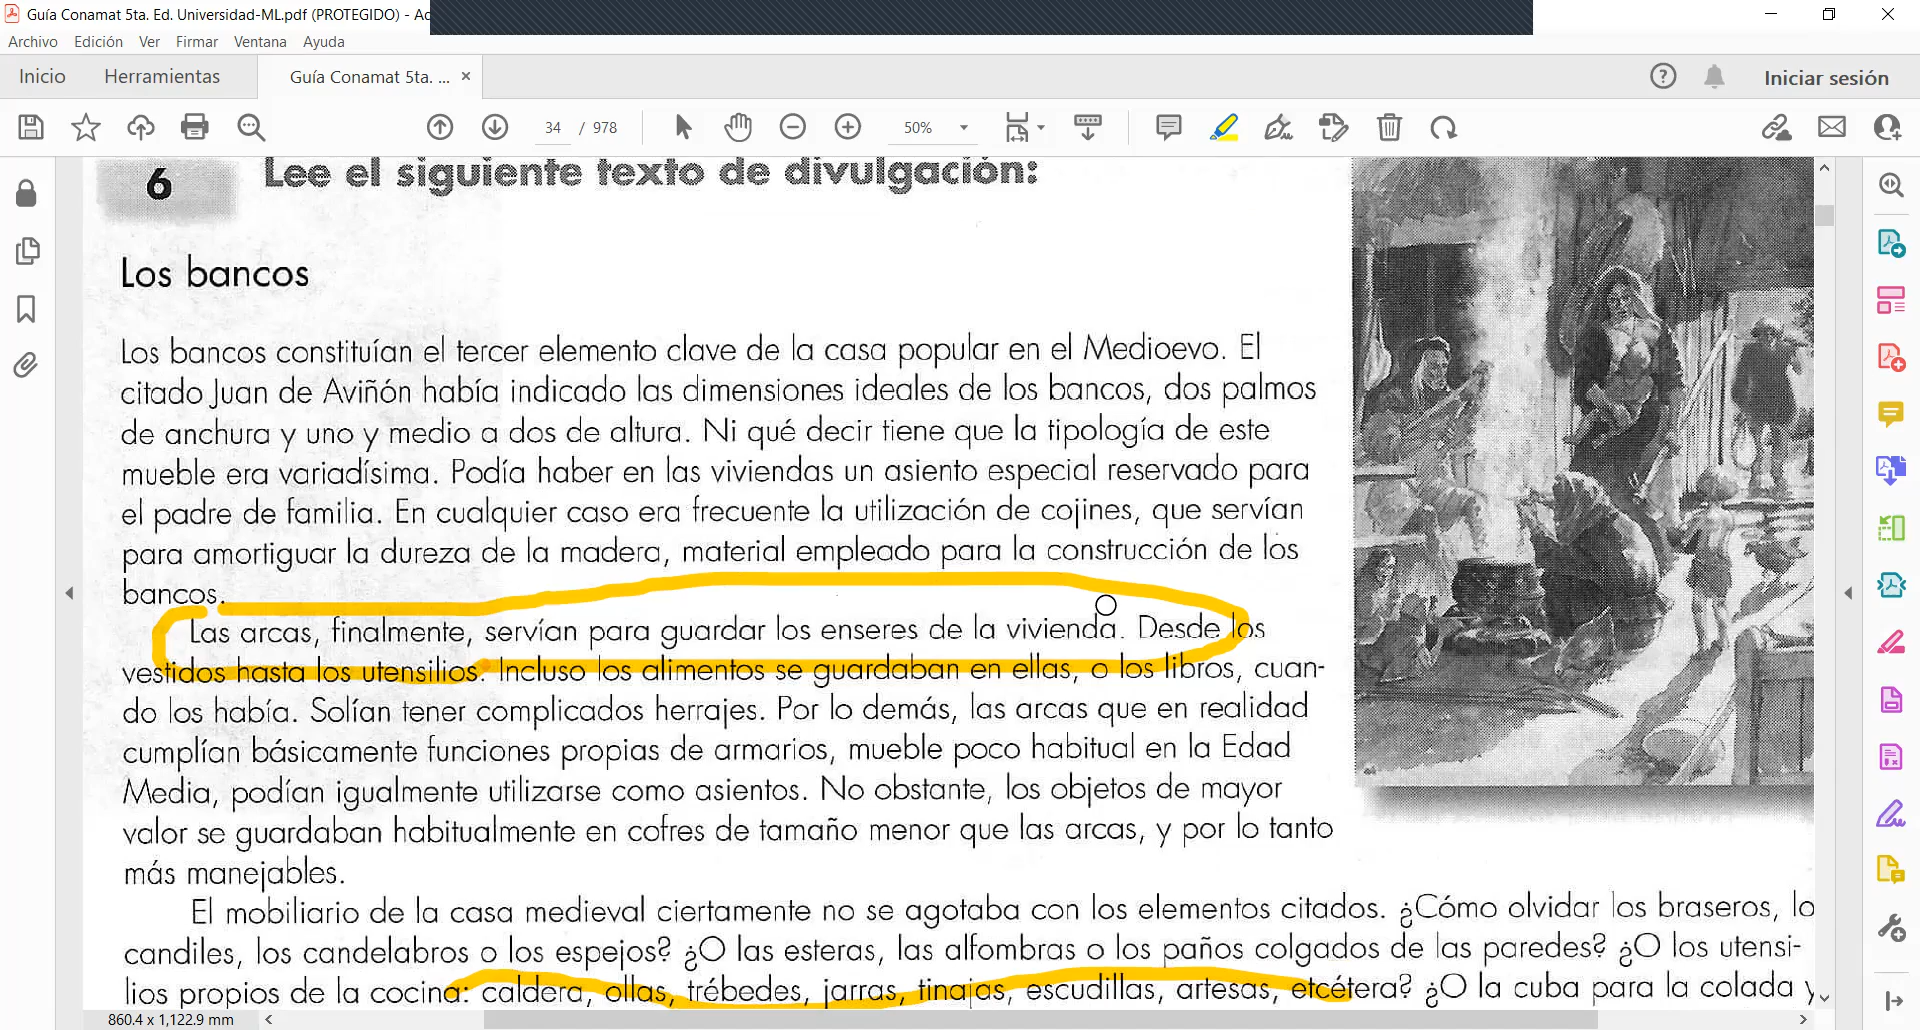 Guía Conamat 5ta. Ed. Universidad-ML.pdf (PROTEGIDO) - Ac
Archivo Edición Ver Firmar Ventana Ayuda
Inicio Herramientas Guía Conamat 5ta. ... × Iniciar sesión
34 / 978 50%
6 Lee el siguiente texto de divulgación:
Los bancos
Los bancos constituían el tercer elemento clave de la casa popular en el Medioevo. El
citado Juan de Aviñón había indicado las dimensiones ideales de los bancos, dos palmos
de anchura y uno y medio a dos de altura. Ni qué decir tiene que la tipología de este
mueble era variadísima. Podía haber en las viviendas un asiento especial reservado para
el padre de familia. En cualquier caso era frecuente la utilización de cojines, que servían
para amortiguar la dureza de la madera, material empleado para la construcción de los
bancos.
Las arcas, finalmente, servían para guardar los enseres de la vivienda. Desde los
vestidos hasta los utensilios. Incluso los alimentos se guardaban en ellas, o los libros, cuan-
do los había. Solían tener complicados herrajes. Por lo demás, las arcas que en realidad
cumplían básicamente funciones propias de armarios, mueble poco habitual en la Edad
Media, podían igualmente utilizarse como asientos. No obstante, los objetos de mayor
valor se guardaban habitualmente en cofres de tamaño menor que las arcas, y por lo tanto
más manejables.
El mobiliario de la casa medieval ciertamente no se agotaba con los elementos citados. ¿Cómo olvidar los braseros, lo
candiles, los candelabros o los espejos? ¿O las esteras, las alfombras o los paños colgados de las paredes? ¿O los utensi-
lios propios de la cocina: caldera, ollas, trébedes, jarras, tinajas, escudillas, artesas, etcétera? ¿O la cuba para la colada y
860.4 x 1,122.9 mm